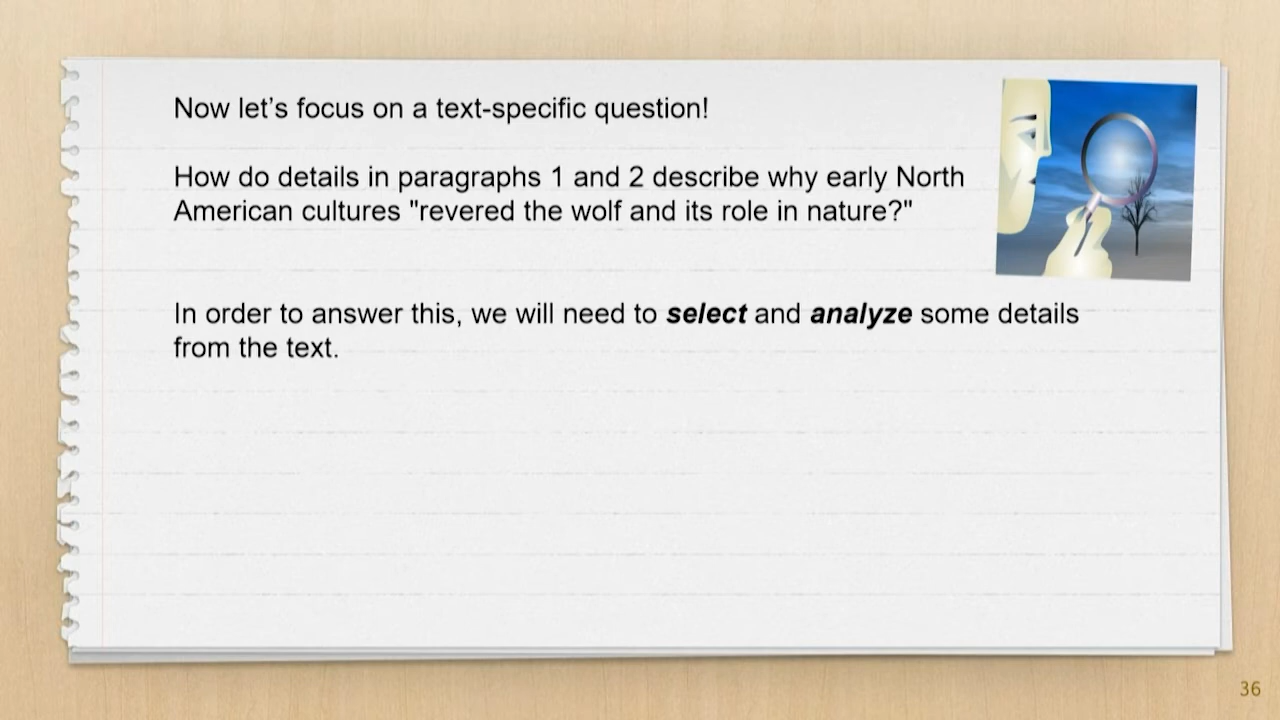 Now let’s focus on a text-specific question!
How do details in paragraphs 1 and 2 describe why early North
American cultures "revered the wolf and its role in nature?"
In order to answer this, we will need to select and analyze some details
from the text.
36